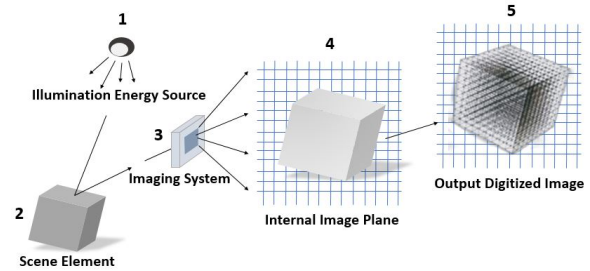 1
Illumination Energy Source
2
Scene Element
3
Imaging System
4
Internal Image Plane
5
Output Digitized Image